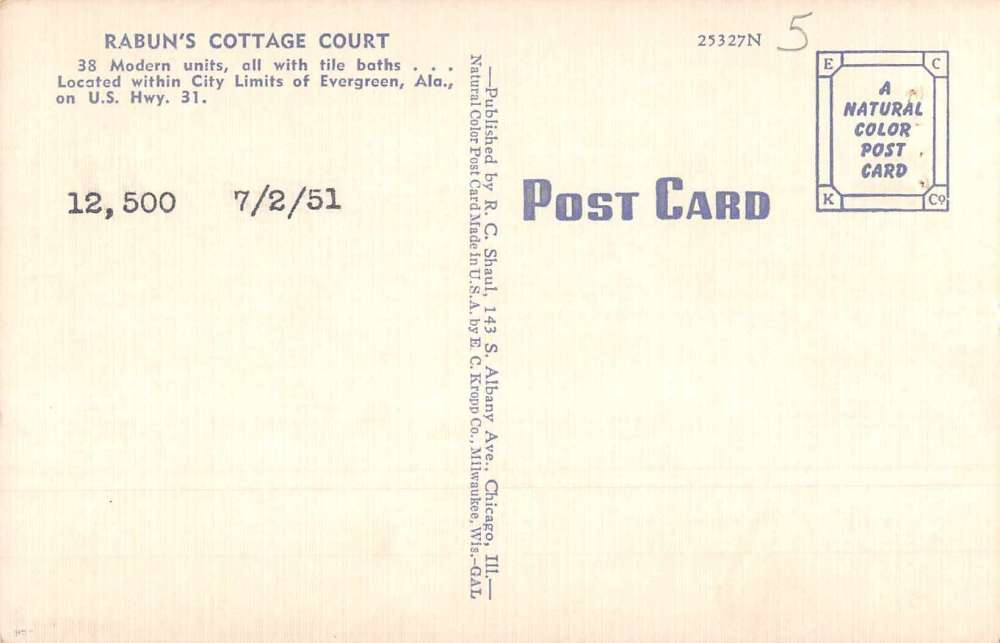 RABUN'S COTTAGE COURT
38 Modern units, all with tile baths . . .
Located within City Limits of Evergreen, Ala.,
on U.S. Hwy. 31.
12,500 7/2/51
—Published by R. C. Shaul, 143 S. Albany Ave., Chicago, Ill.—
Natural Color Post Card Made in U.S.A. by E. C. Kropp Co., Milwaukee, Wis.-GAL
25327N 5
E C
A
NATURAL
COLOR
POST
CARD
K Co
POST CARD